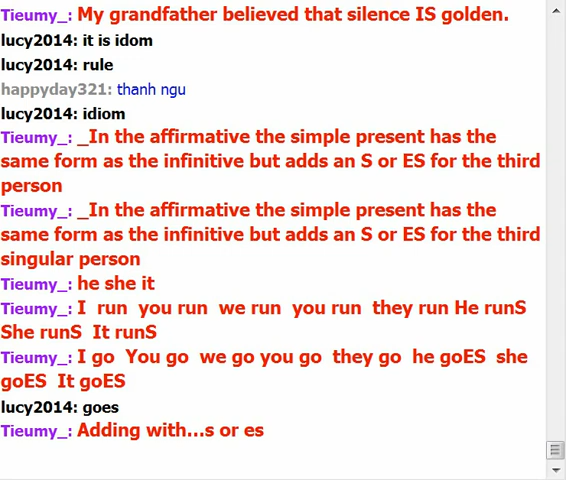 Tieumy_: My grandfather believed that silence IS golden.
lucy2014: it is idom
lucy2014: rule
happyday321: thanh ngu
lucy2014: idiom
Tieumy_: _In the affirmative the simple present has the
same form as the infinitive but adds an S or ES for the third
person
Tieumy_: _In the affirmative the simple present has the
same form as the infinitive but adds an S or ES for the third
singular person
Tieumy_: he she it
Tieumy_: I run you run we run you run they run He runS
She runS It runS
Tieumy_: I go You go we go you go they go he goES she
goES It goES
lucy2014: goes
Tieumy_: Adding with...s or es